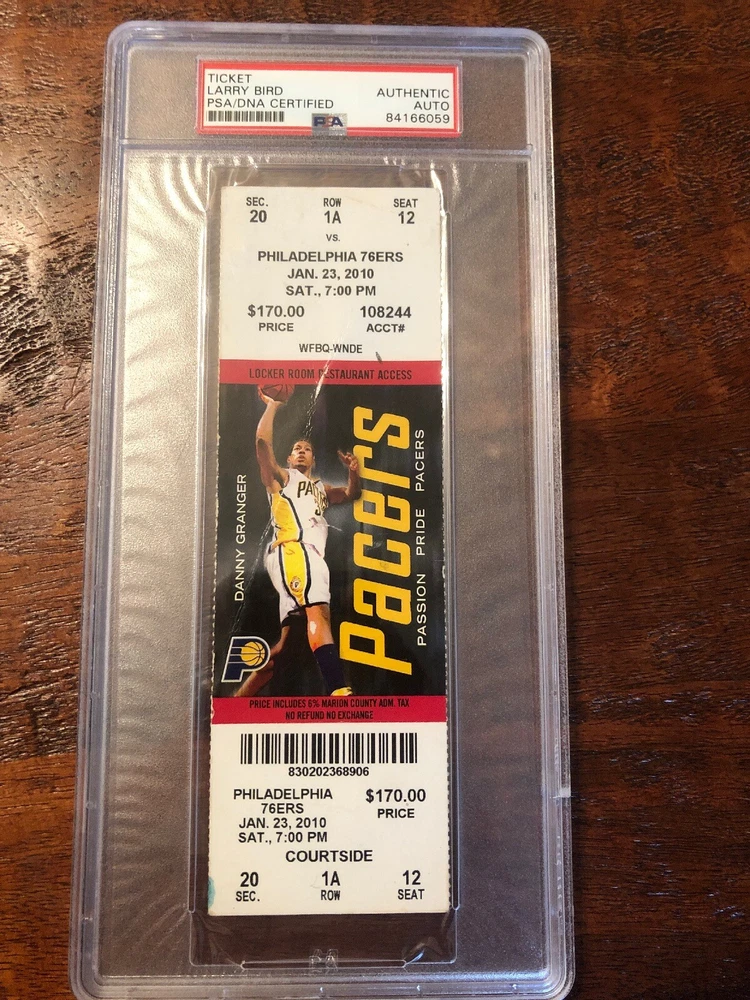 TICKET
LARRY BIRD
PSA/DNA CERTIFIED
AUTHENTIC
AUTO
84166059
PSA
SEC. ROW SEAT
20 1A 12
VS.
PHILADELPHIA 76ERS
JAN. 23, 2010
SAT., 7:00 PM
$170.00 108244
PRICE ACCT#
WFBQ-WNDE
LOCKER ROOM RESTAURANT ACCESS
DANNY GRANGER
Pacers
PASSION PRIDE PACERS
PRICE INCLUDES 6% MARION COUNTY ADM. TAX
NO REFUND NO EXCHANGE
830202368906
PHILADELPHIA
76ERS
JAN. 23, 2010
SAT., 7:00 PM
$170.00
PRICE
COURTSIDE
20 1A 12
SEC. ROW SEAT
PSA